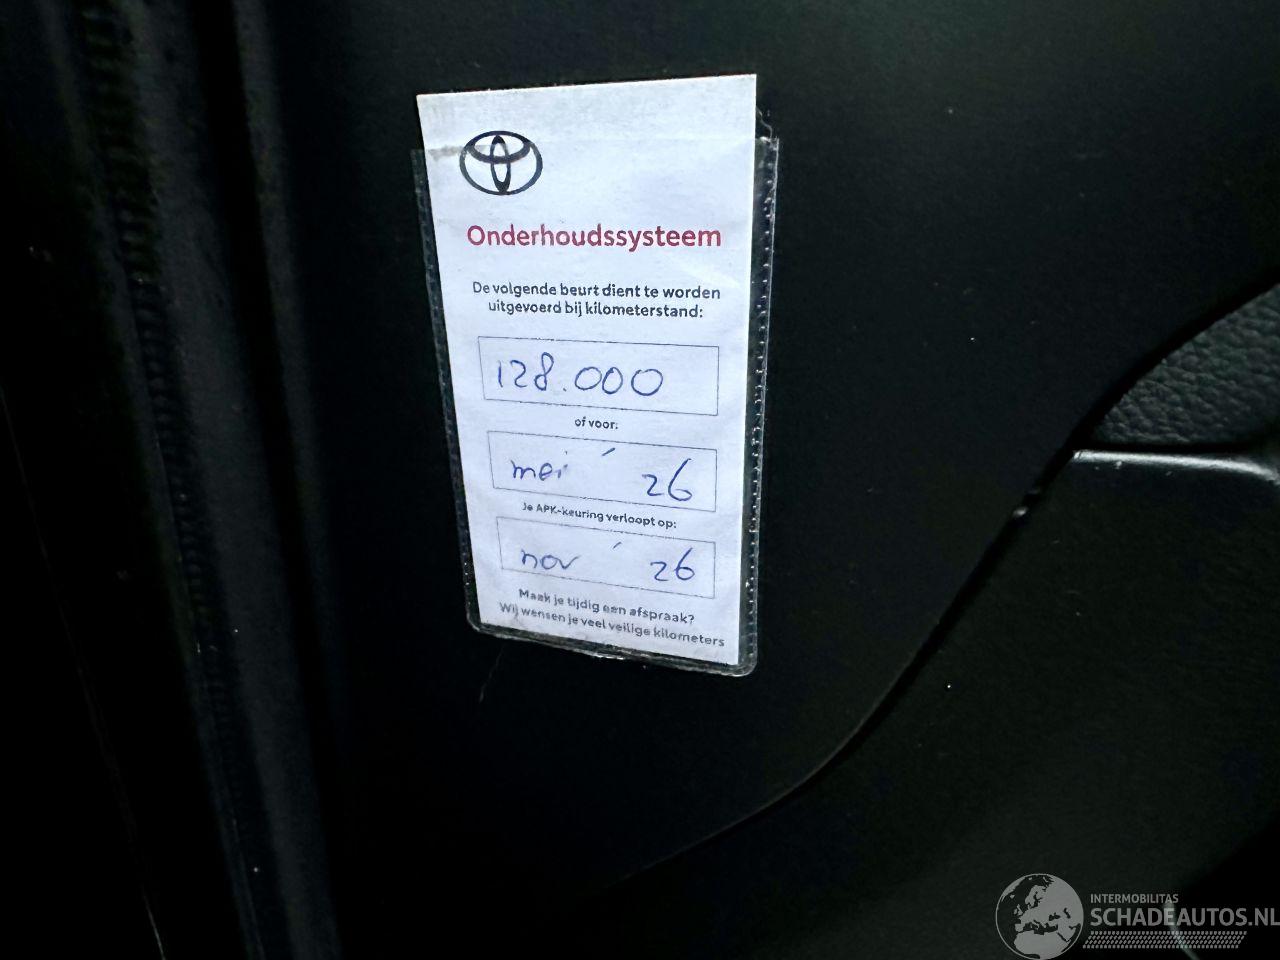 Onderhoudssysteem
De volgende beurt dient te worden
uitgevoerd bij kilometerstand:
128.000
of voor:
mei ' 26
Je APK-keuring verloopt op:
nov ' 26
Maak je tijdig een afspraak?
Wij wensen je veel veilige kilometers
INTERMOBILITAS
SCHADEAUTOS.NL